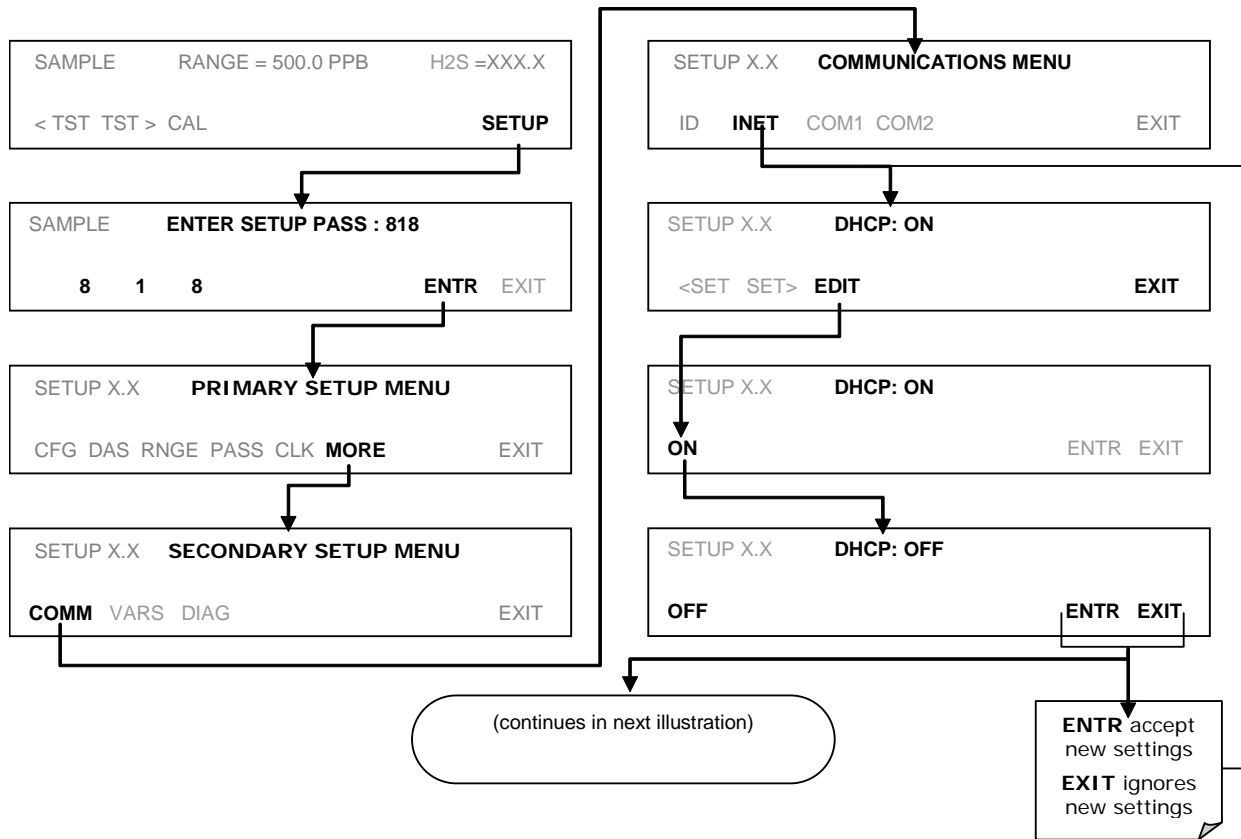 SAMPLE RANGE = 500.0 PPB H2S =XXX.X
< TST TST > CAL SETUP
SAMPLE ENTER SETUP PASS : 818
8 1 8 ENTR EXIT
SETUP X.X PRIMARY SETUP MENU
CFG DAS RNGE PASS CLK MORE EXIT
SETUP X.X SECONDARY SETUP MENU
COMM VARS DIAG EXIT
SETUP X.X COMMUNICATIONS MENU
ID INET COM1 COM2 EXIT
SETUP X.X DHCP: ON
<SET SET> EDIT EXIT
SETUP X.X DHCP: ON
ON ENTR EXIT
SETUP X.X DHCP: OFF
OFF ENTR EXIT
(continues in next illustration)
ENTR accept
new settings
EXIT ignores
new settings